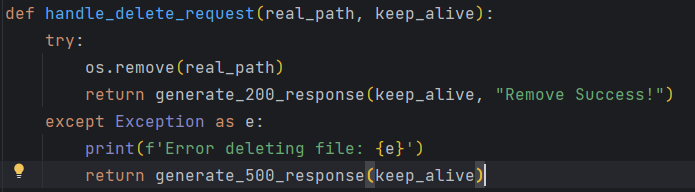 def handle_delete_request(real_path, keep_alive):
    try:
        os.remove(real_path)
        return generate_200_response(keep_alive, "Remove Success!")
    except Exception as e:
        print(f'Error deleting file: {e}')
        return generate_500_response(keep_alive)